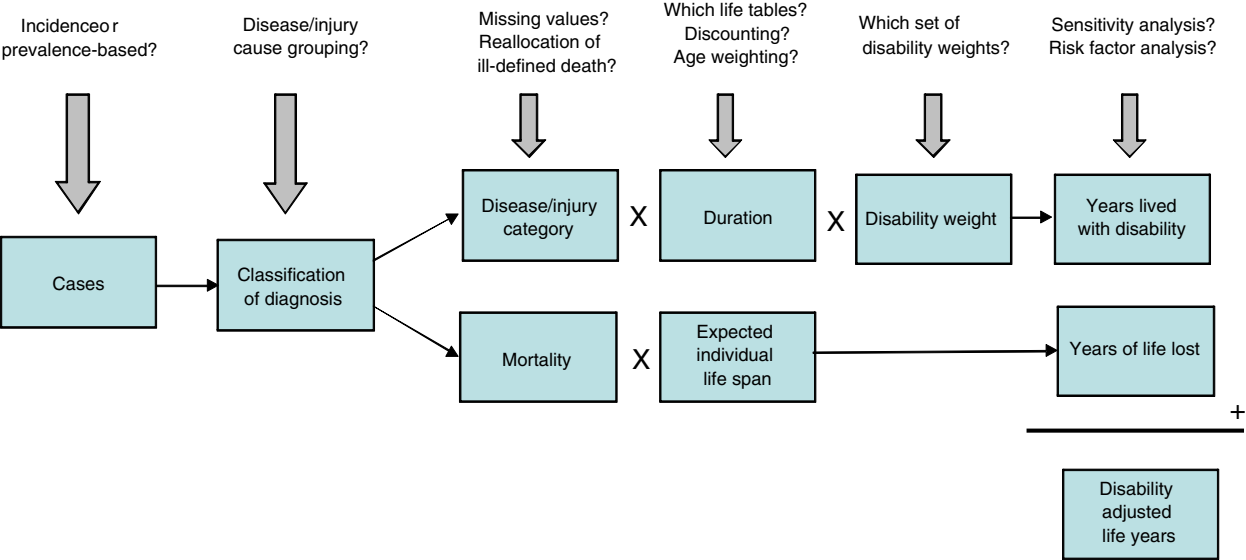 Incidenceo r
prevalence-based?
Disease/injury
cause grouping?
Missing values?
Reallocation of
ill-defined death?
Which life tables?
Discounting?
Age weighting?
Which set of
disability weights?
Sensitivity analysis?
Risk factor analysis?
Cases
Classification
of diagnosis
Disease/injury
category
X
Duration
X
Disability weight
Years lived
with disability
Mortality
X
Expected
individual
life span
Years of life lost
+
Disability
adjusted
life years